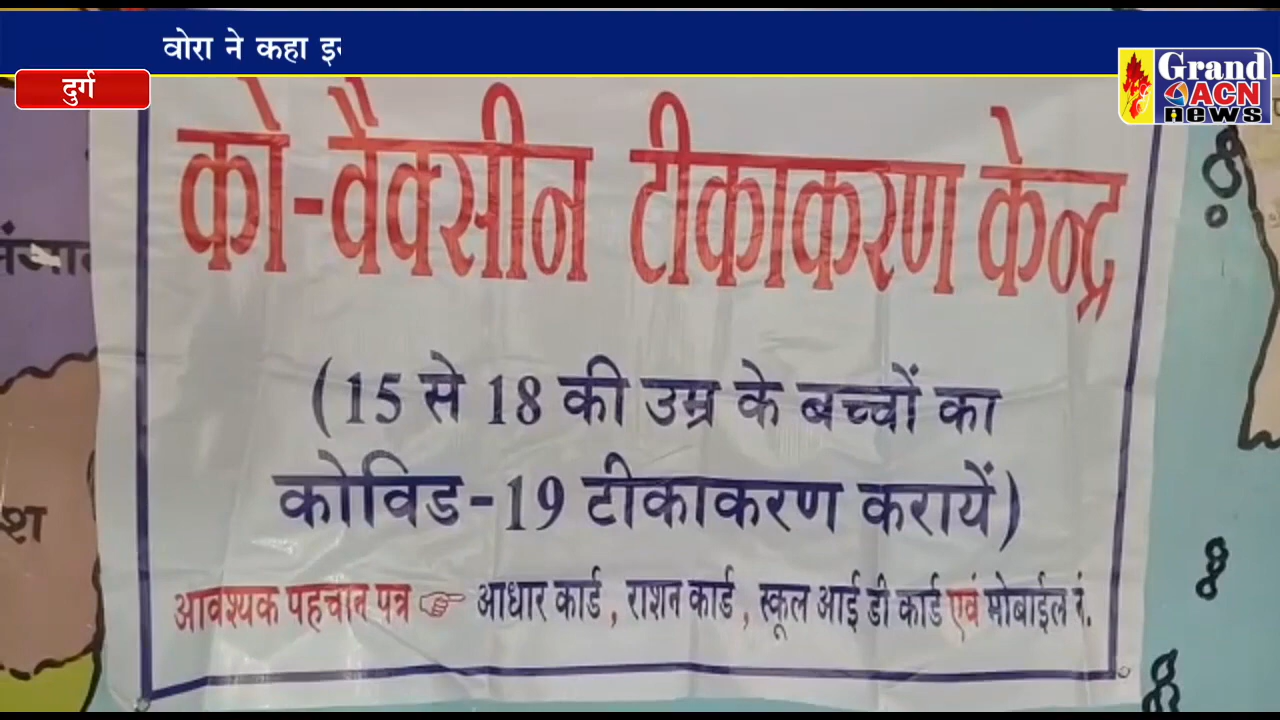 वोरा ने कहा
दुर्ग
Grand
ACN
news
को-वैक्सीन टीकाकरण केन्द्र
(15 से 18 की उम्र के बच्चों का
कोविड-19 टीकाकरण करायें)
आवश्यक पहचान पत्र आधार कार्ड, राशन कार्ड, स्कूल आई डी कार्ड एवं मोबाईल नं.